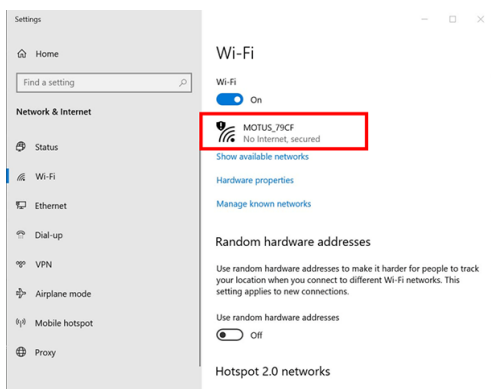 Settings
Home
Find a setting
Network & Internet
Status
Wi-Fi
Ethernet
Dial-up
VPN
Airplane mode
Mobile hotspot
Proxy
Wi-Fi
Wi-Fi
On
MOTUS_79CF
No Internet, secured
Show available networks
Hardware properties
Manage known networks
Random hardware addresses
Use random hardware addresses to make it harder for people to track
your location when you connect to different Wi-Fi networks. This
setting applies to new connections.
Use random hardware addresses
Off
Hotspot 2.0 networks